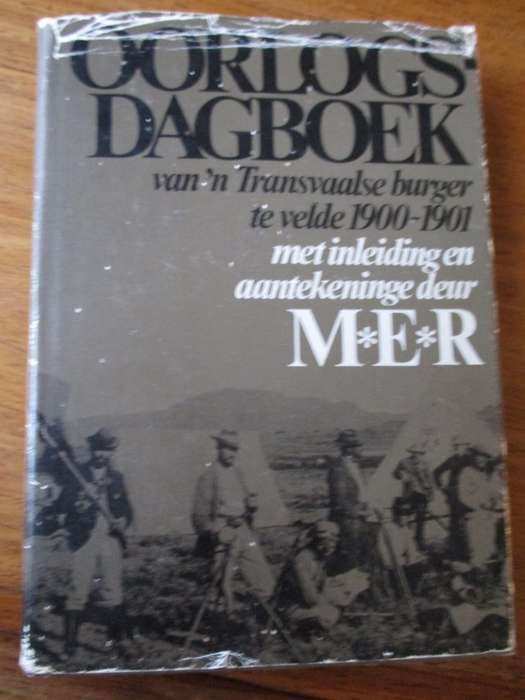 OORLOGS-
DAGBOEK
van 'n Transvaalse burger
te velde 1900-1901
met inleiding en
aantekeninge deur
M*E*R